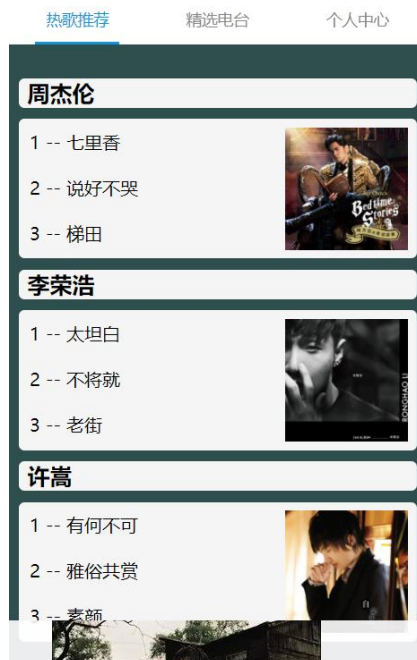 热歌推荐
精选电台
个人中心
周杰伦
1 -- 七里香
2 -- 说好不哭
3 -- 梯田
Bedtime
Stories
李荣浩
1 -- 太坦白
2 -- 不将就
3 -- 老街
RONGHAO LI
许嵩
1 -- 有何不可
2 -- 雅俗共赏
3 -- 素颜